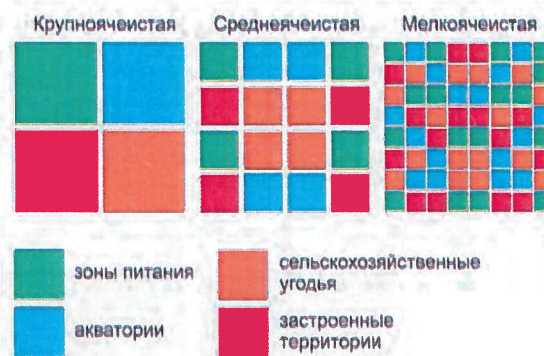 Крупноячеистая
Среднеячеистая
Мелкоячеистая
зоны питания
акватории
сельскохозяйственные
угодья
застроенные
территории